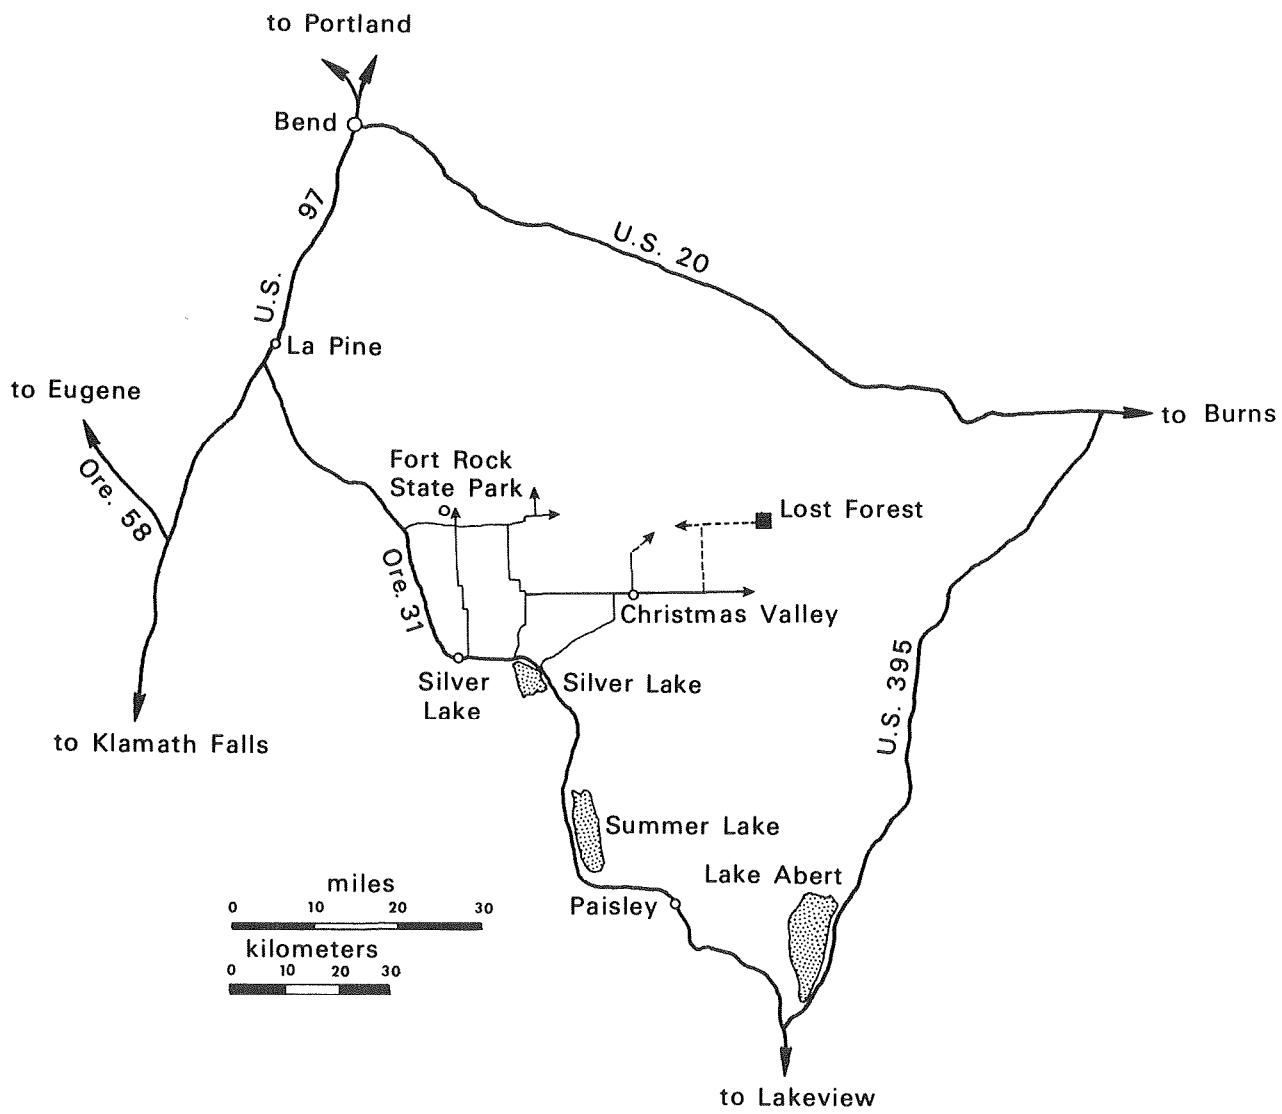 to Portland
Bend
U.S. 97
U.S. 20
La Pine
to Eugene
Ore. 58
to Burns
Fort Rock
State Park
Lost Forest
Ore. 31
Christmas Valley
Silver
Lake
Silver Lake
U.S. 395
to Klamath Falls
Summer Lake
Lake Abert
miles
0 10 20 30
kilometers
0 10 20 30
Paisley
to Lakeview